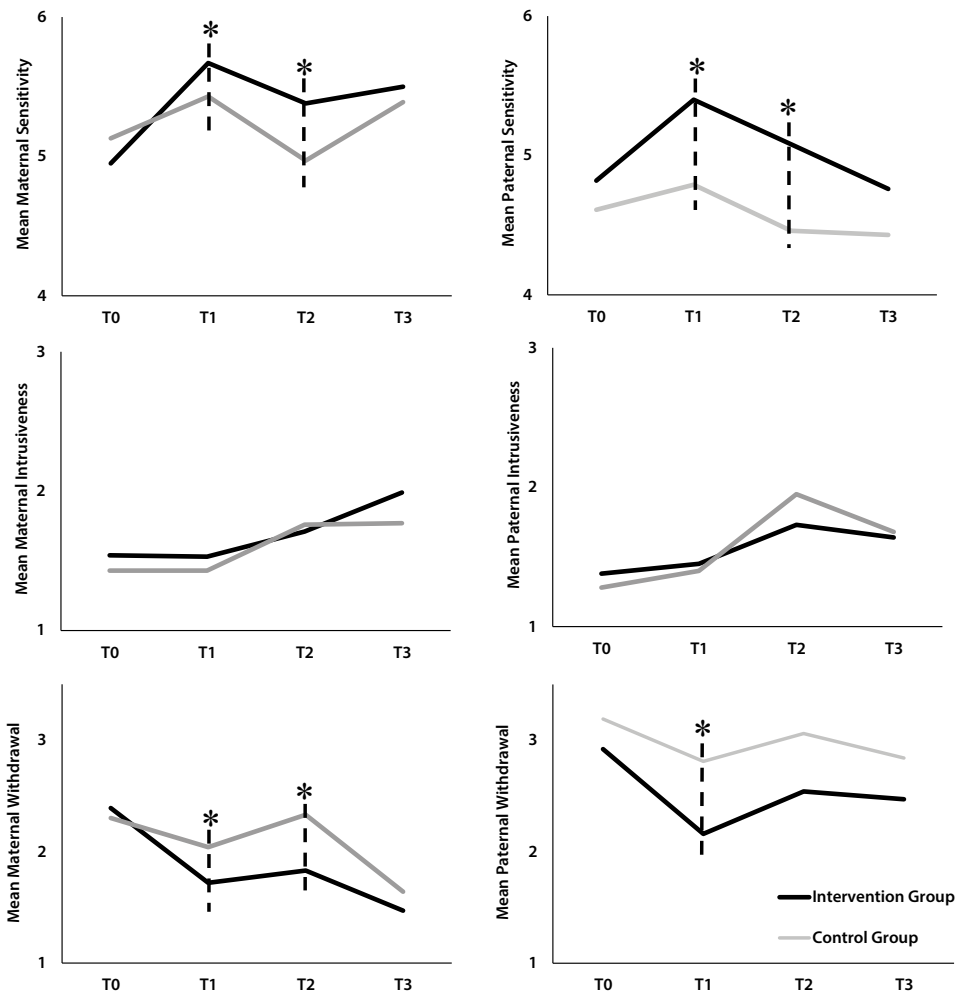 Mean Maternal Sensitivity
6
5
4
*
*
T0 T1 T2 T3
Mean Paternal Sensitivity
6
5
4
*
*
T0 T1 T2 T3
Mean Maternal Intrusiveness
3
2
1
T0 T1 T2 T3
Mean Paternal Intrusiveness
3
2
1
T0 T1 T2 T3
Mean Maternal Withdrawal
3
2
1
*
*
T0 T1 T2 T3
Mean Paternal Withdrawal
3
2
1
*
Intervention Group
Control Group
T0 T1 T2 T3